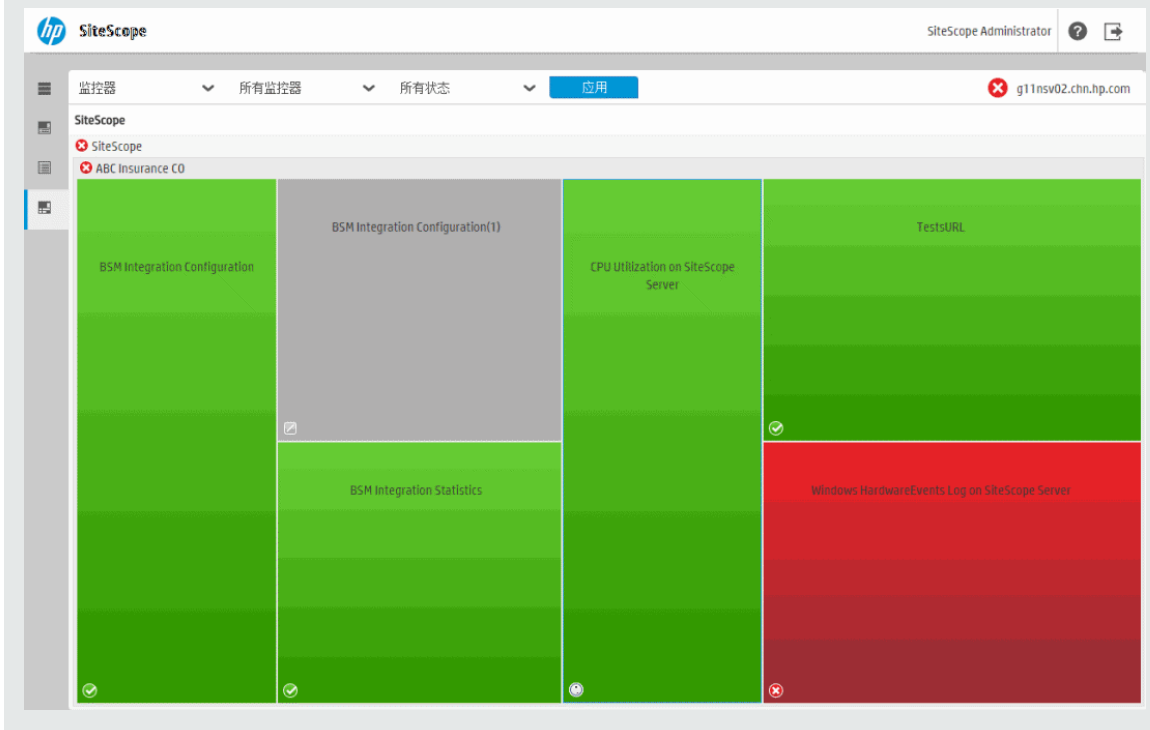 hp
SiteScope
SiteScope Administrator
监控器
所有监控器
所有状态
应用
g11nsv02.chn.hp.com
SiteScope
SiteScope
ABC Insurance CO
BSM Integration Configuration
BSM Integration Configuration(1)
CPU Utilization on SiteScope
Server
TestsURL
BSM Integration Statistics
Windows HardwareEvents Log on SiteScope Server